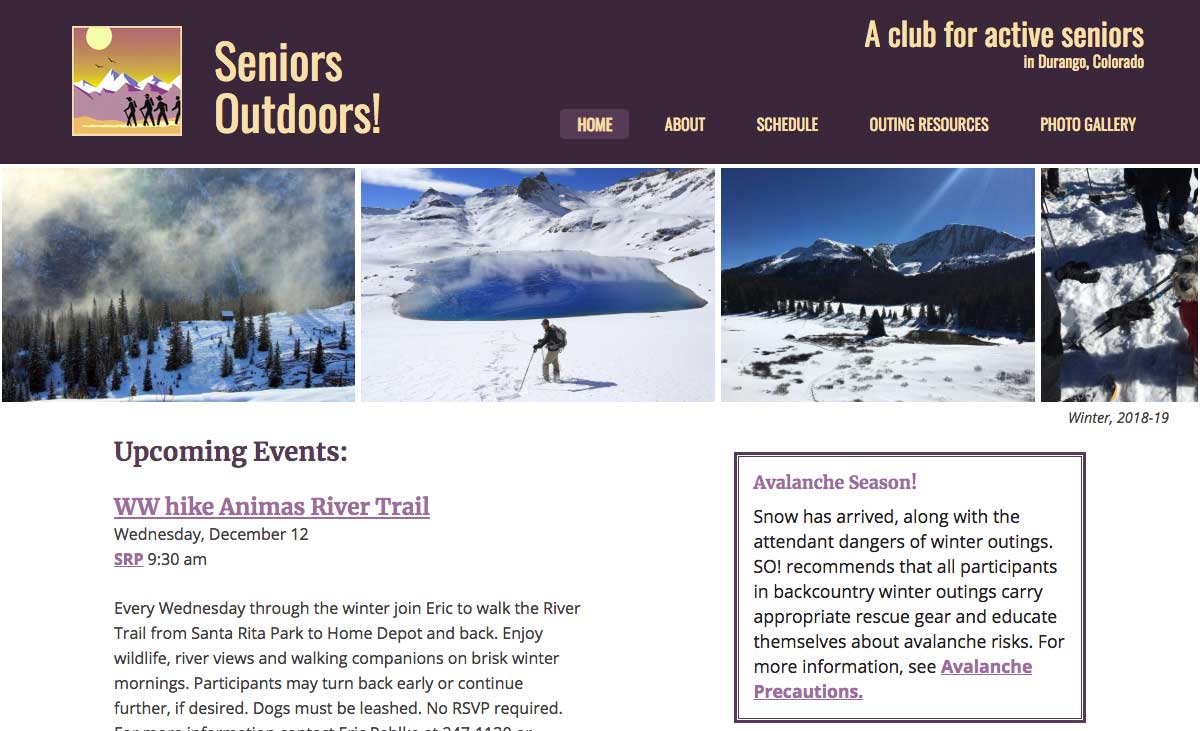 Seniors
Outdoors!
A club for active seniors
in Durango, Colorado
HOME ABOUT SCHEDULE OUTING RESOURCES PHOTO GALLERY
Winter, 2018-19
Upcoming Events:
WW hike Animas River Trail
Wednesday, December 12
SRP 9:30 am
Every Wednesday through the winter join Eric to walk the River
Trail from Santa Rita Park to Home Depot and back. Enjoy
wildlife, river views and walking companions on brisk winter
mornings. Participants may turn back early or continue
further, if desired. Dogs must be leashed. No RSVP required.
For more information contact Eric
Avalanche Season!
Snow has arrived, along with the
attendant dangers of winter outings.
SO! recommends that all participants
in backcountry winter outings carry
appropriate rescue gear and educate
themselves about avalanche risks. For
more information, see Avalanche
Precautions.